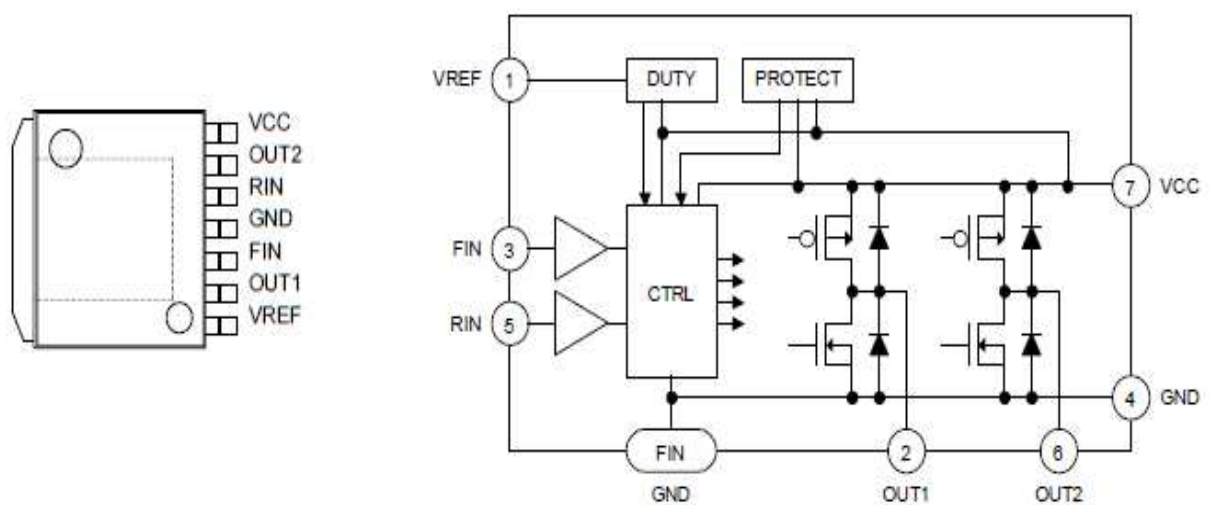 VCC
OUT2
RIN
GND
FIN
OUT1
VREF
VREF 1 DUTY PROTECT
7 VCC
FIN 3
CTRL
RIN 5
4 GND
FIN 2 6
GND OUT1 OUT2